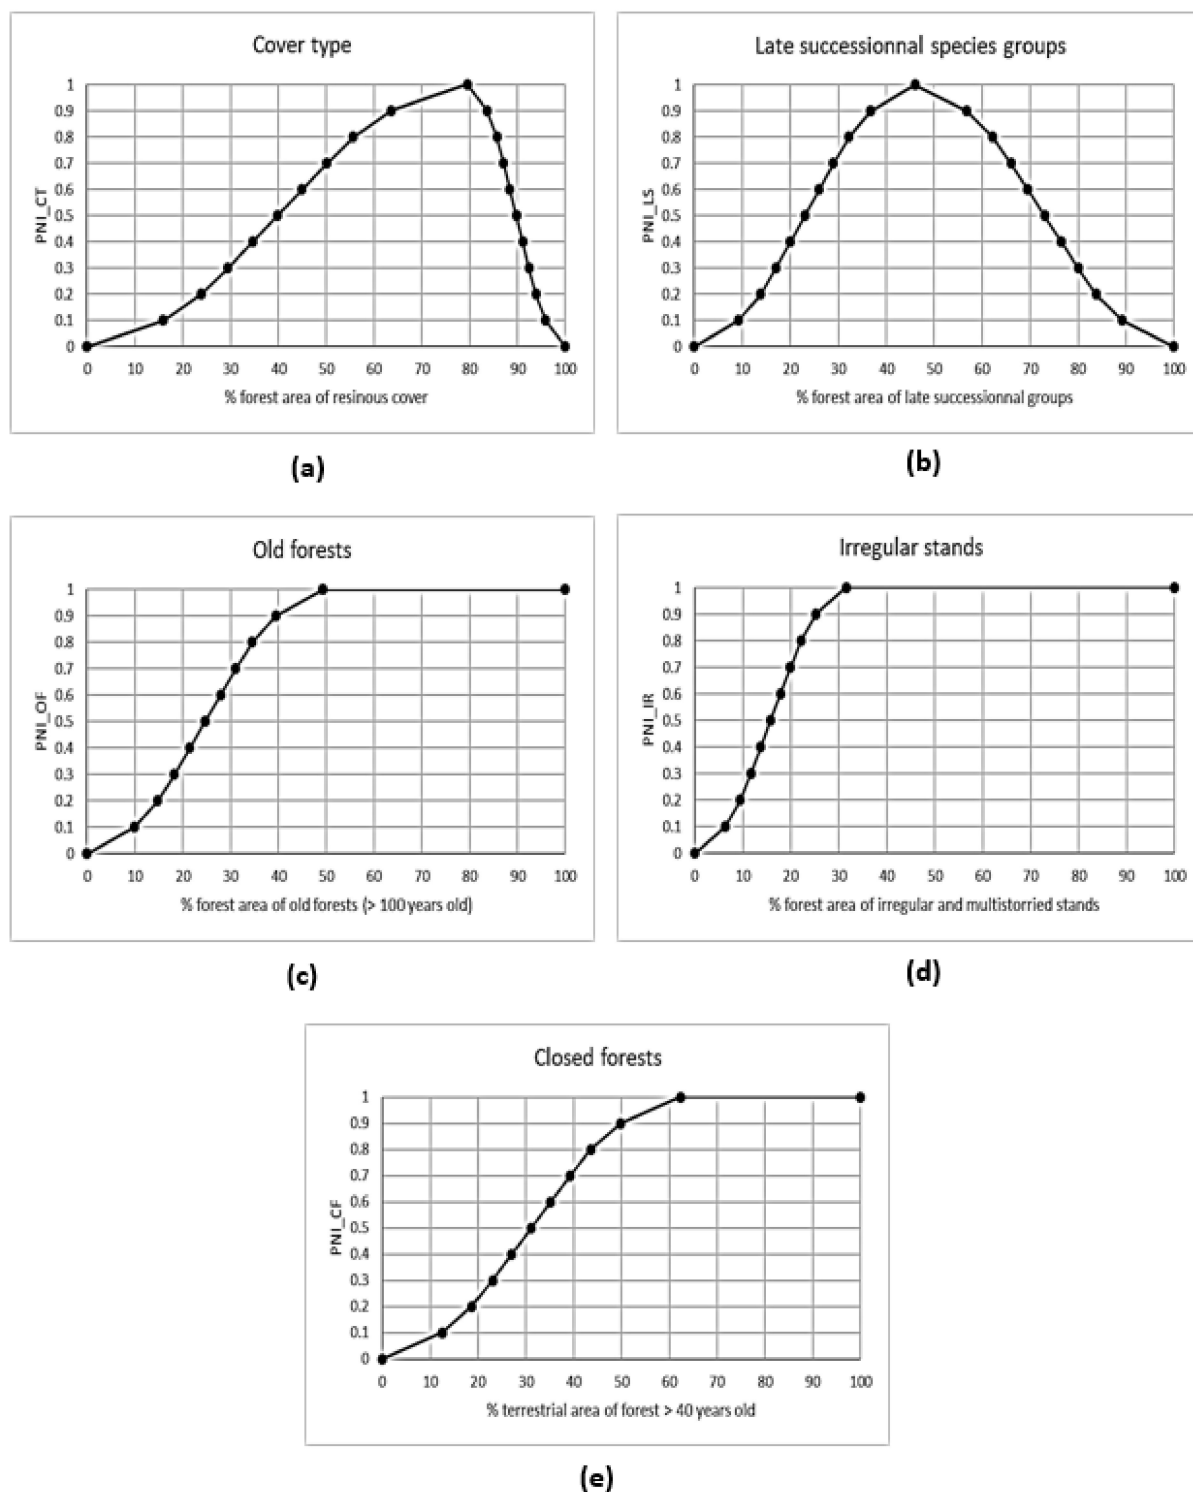 Cover type
1
0.9
0.8
0.7
0.6
0.5
0.4
0.3
0.2
0.1
0
PNI_CT
0 10 20 30 40 50 60 70 80 90 100
% forest area of resinous cover
(a)
Late successionnal species groups
1
0.9
0.8
0.7
0.6
0.5
0.4
0.3
0.2
0.1
0
PNI_LS
0 10 20 30 40 50 60 70 80 90 100
% forest area of late successionnal groups
(b)
Old forests
1
0.9
0.8
0.7
0.6
0.5
0.4
0.3
0.2
0.1
0
PNI_OF
0 10 20 30 40 50 60 70 80 90 100
% forest area of old forests (> 100 years old)
(c)
Irregular stands
1
0.9
0.8
0.7
0.6
0.5
0.4
0.3
0.2
0.1
0
PNI_IR
0 10 20 30 40 50 60 70 80 90 100
% forest area of irregular and multistorried stands
(d)
Closed forests
1
0.9
0.8
0.7
0.6
0.5
0.4
0.3
0.2
0.1
0
PNI_CF
0 10 20 30 40 50 60 70 80 90 100
% terrestrial area of forest > 40 years old
(e)